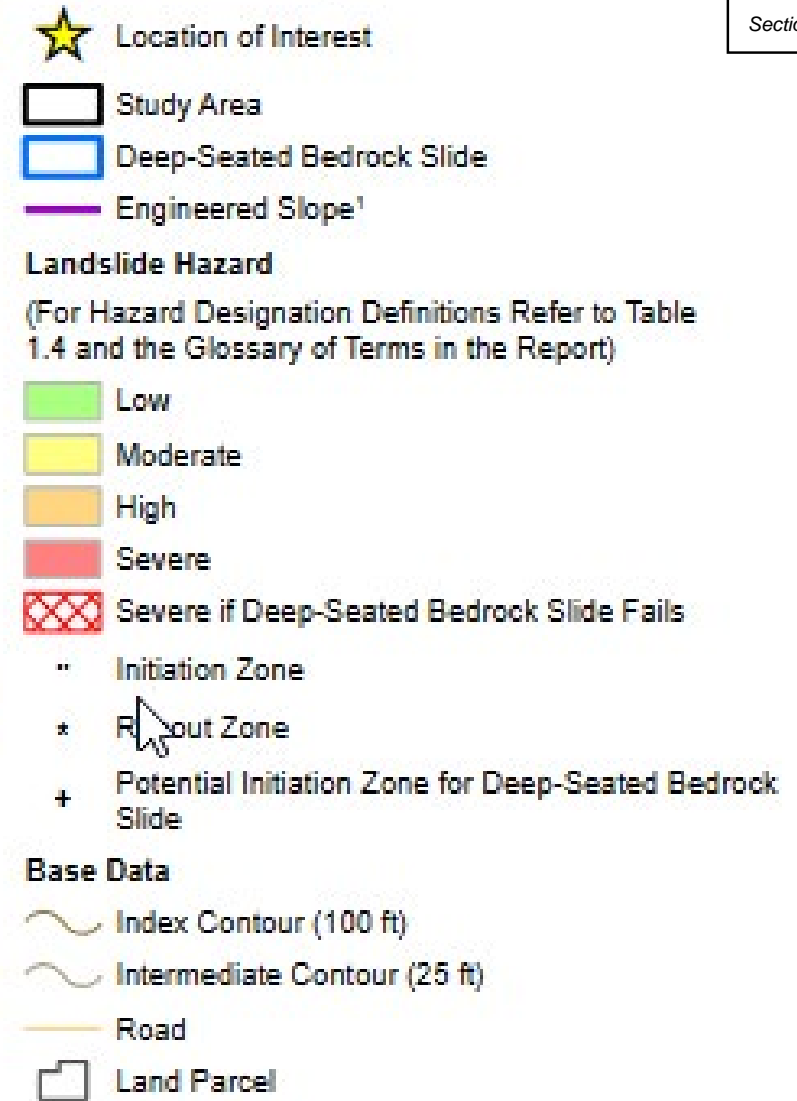 Sectio
Location of Interest
Study Area
Deep-Seated Bedrock Slide
Engineered Slope¹
Landslide Hazard
(For Hazard Designation Definitions Refer to Table
1.4 and the Glossary of Terms in the Report)
Low
Moderate
High
Severe
Severe if Deep-Seated Bedrock Slide Fails
Initiation Zone
Zone
Potential Initiation Zone for Deep-Seated Bedrock
Slide
Base Data
Index Contour (100 ft)
Intermediate Contour (25 ft)
Road
Land Parcel